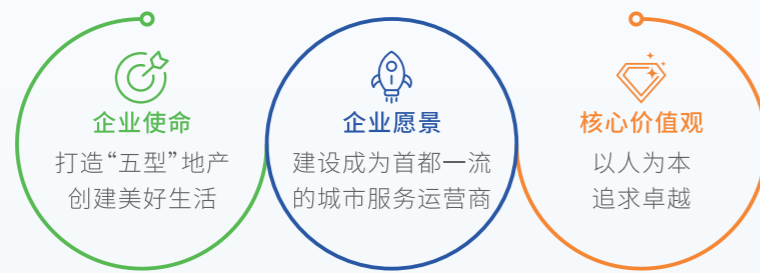 企业使命
打造“五型”地产
创建美好生活
企业愿景
建设成为首都一流
的城市服务运营商
核心价值观
以人为本
追求卓越